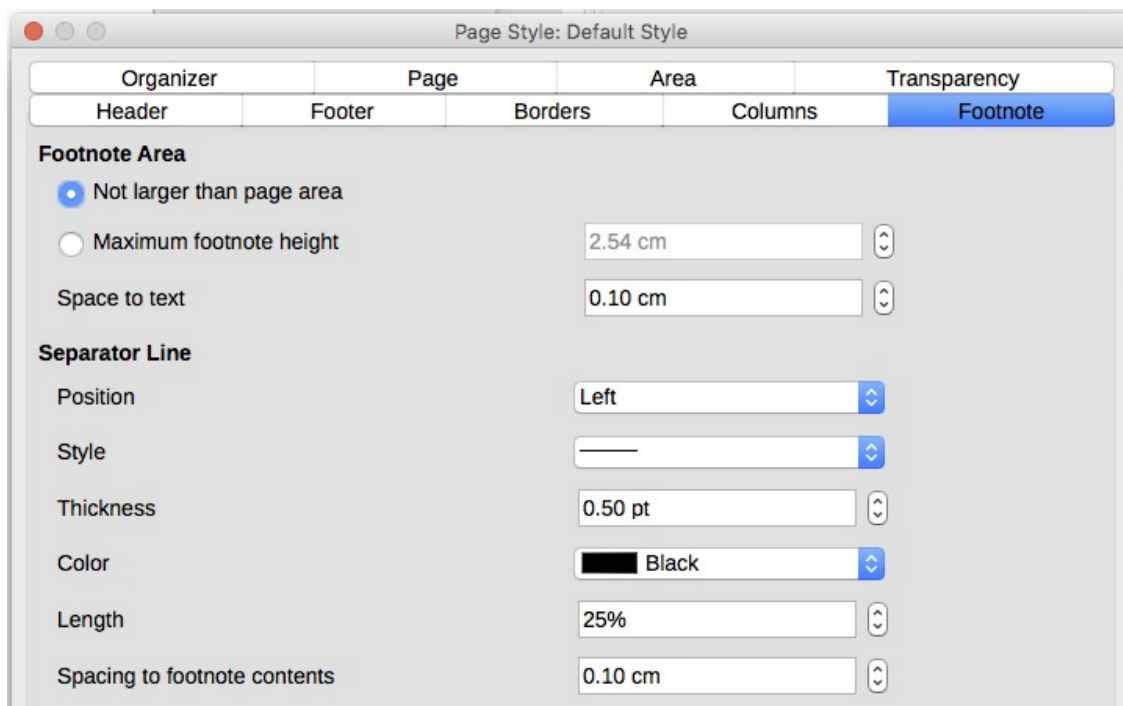 Page Style: Default Style
Organizer Page Area Transparency
Header Footer Borders Columns Footnote
Footnote Area
Not larger than page area
Maximum footnote height 2.54 cm
Space to text 0.10 cm
Separator Line
Position Left
Style
Thickness 0.50 pt
Color Black
Length 25%
Spacing to footnote contents 0.10 cm